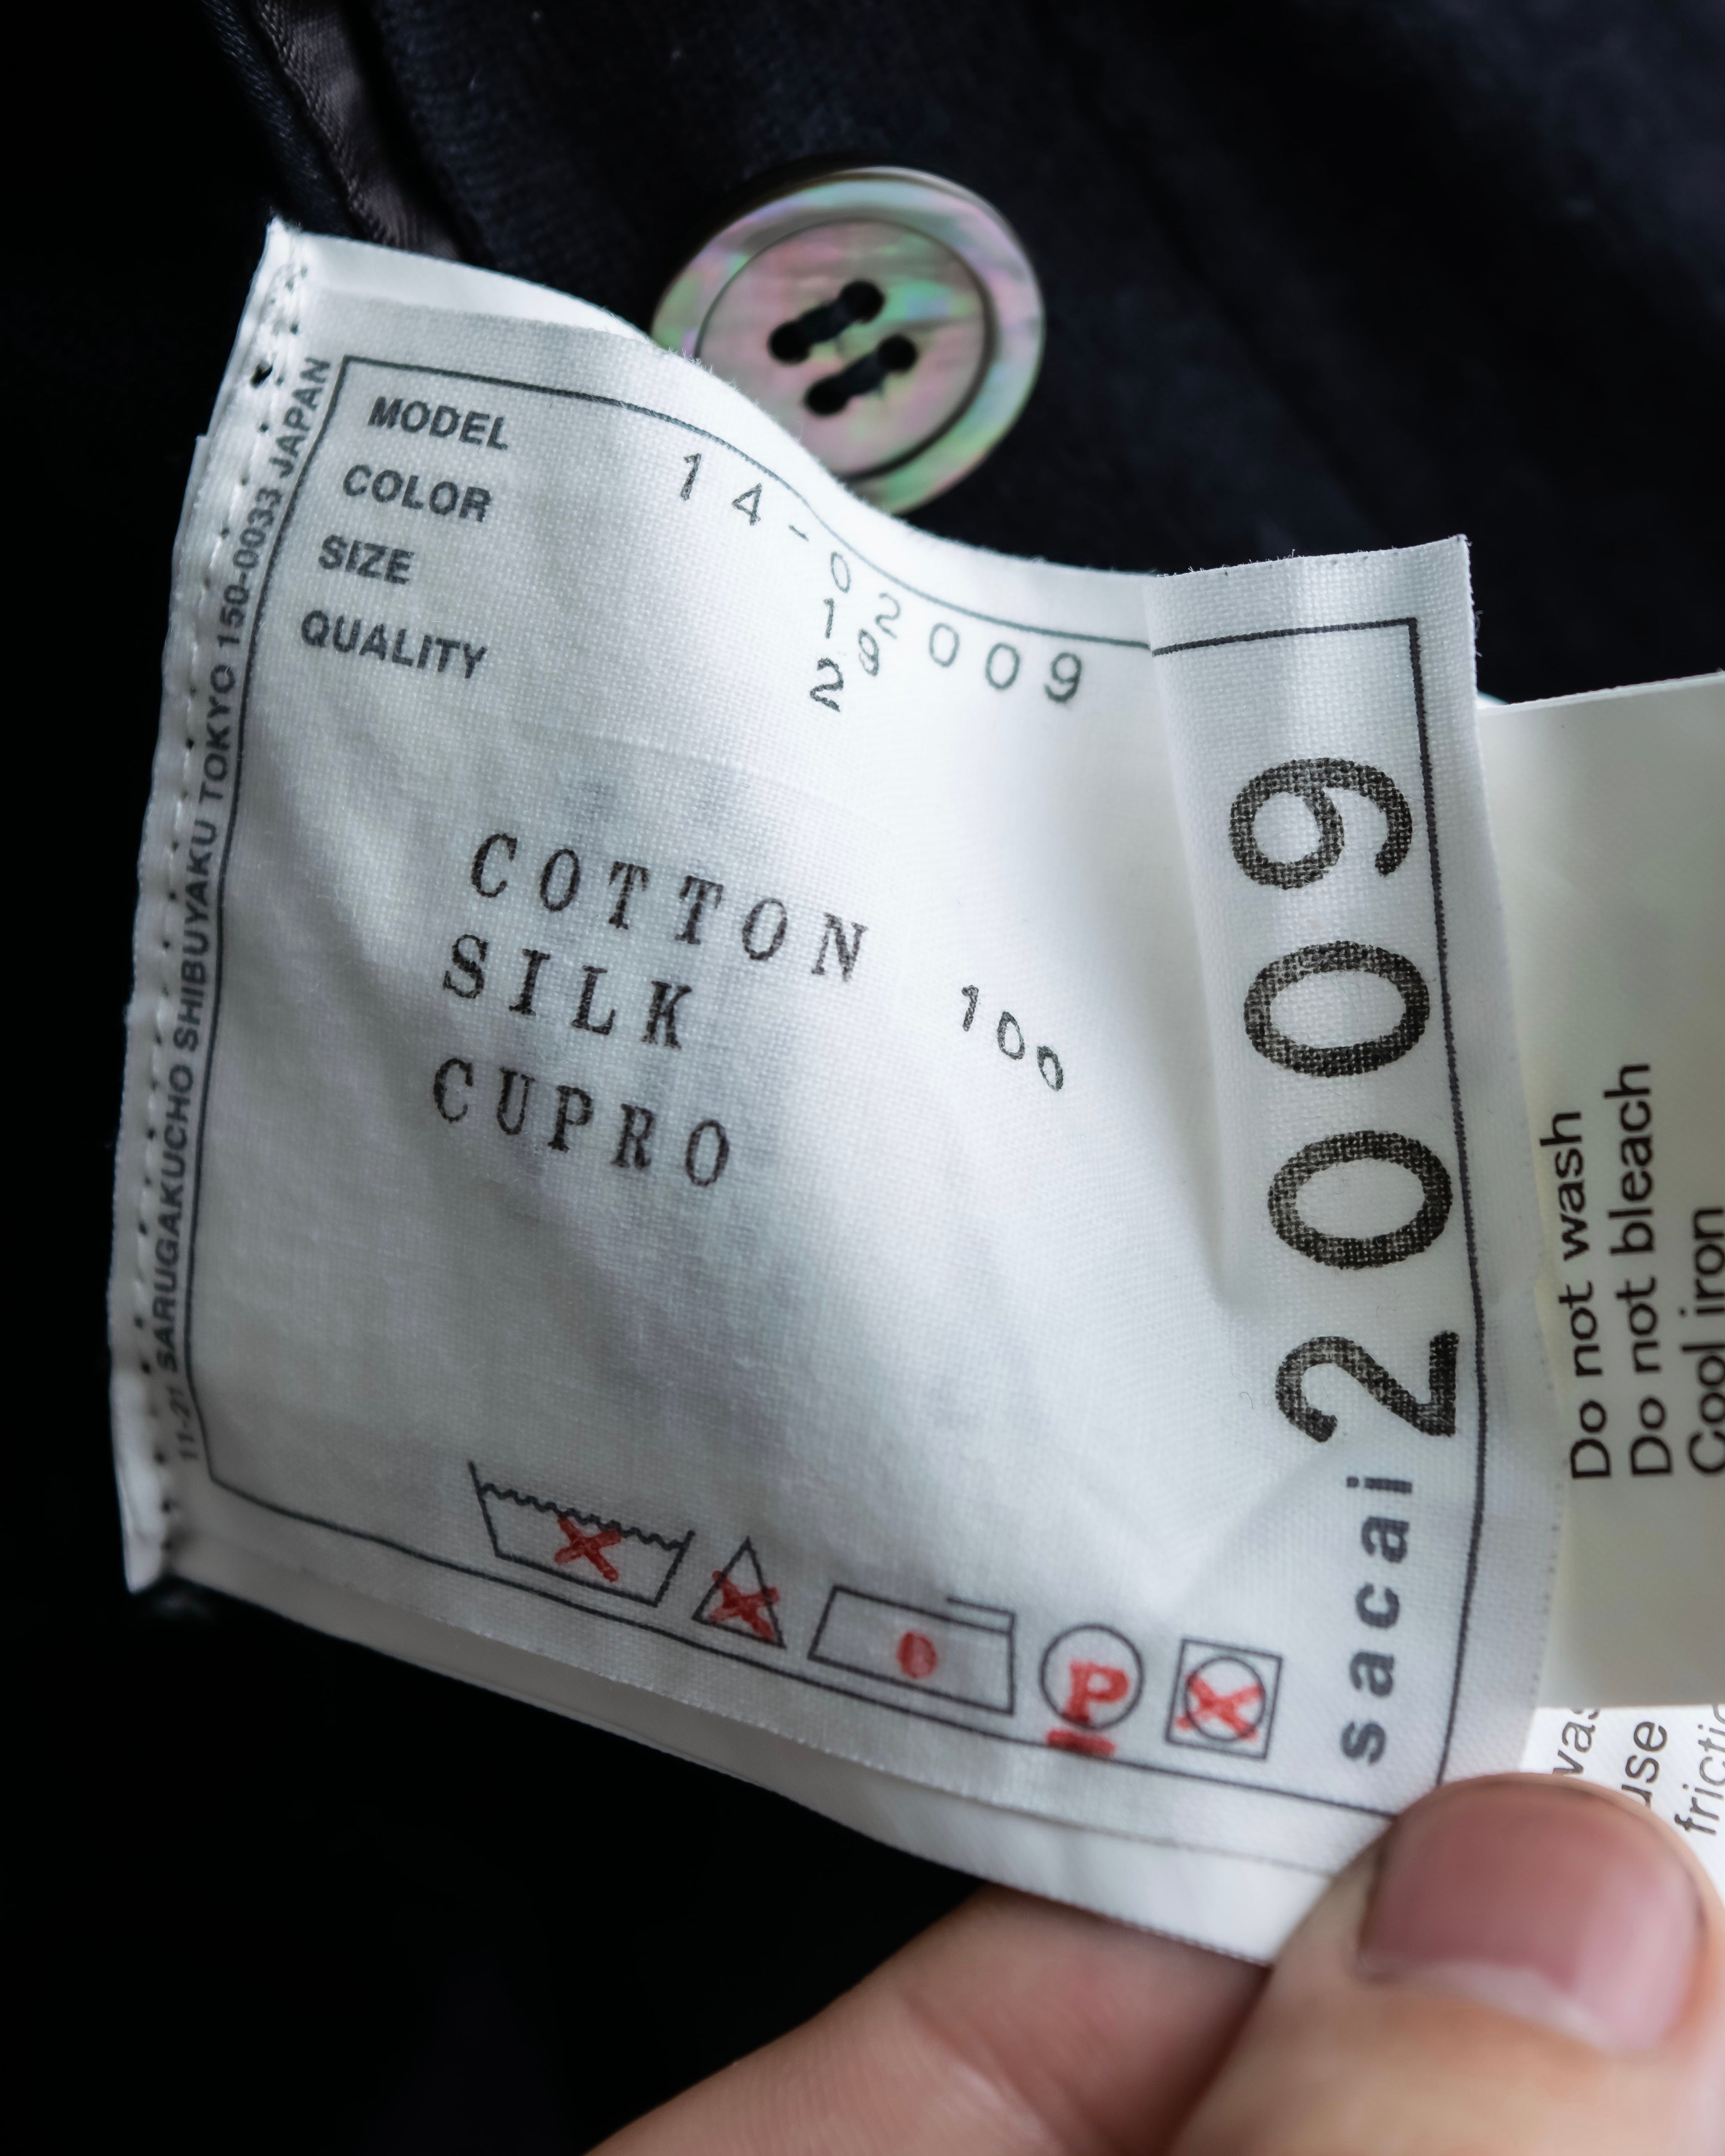 MODEL 14-02009
COLOR
SIZE 2
QUALITY
COTTON 100
SILK
CUPRO
P
sacai 2009
11-21 SARUGAKUCHO SHIBUYAKU TOKYO 150-0033 JAPAN
Do not wash
Do not bleach
Cool iron
use